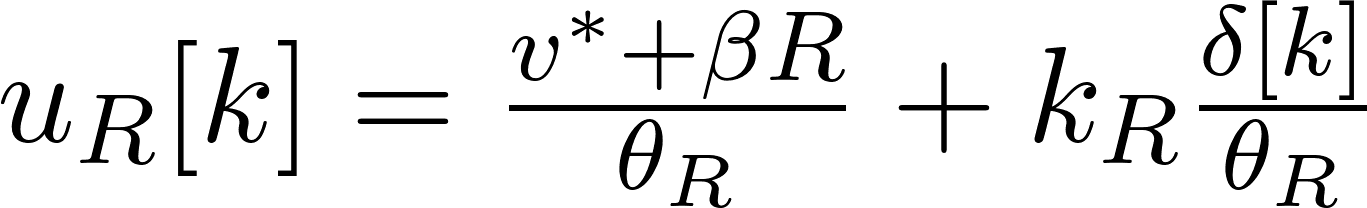 u_R[k] = \frac{v^*+\beta R}{\theta_R} + k_R \frac{\delta[k]}{\theta_R}